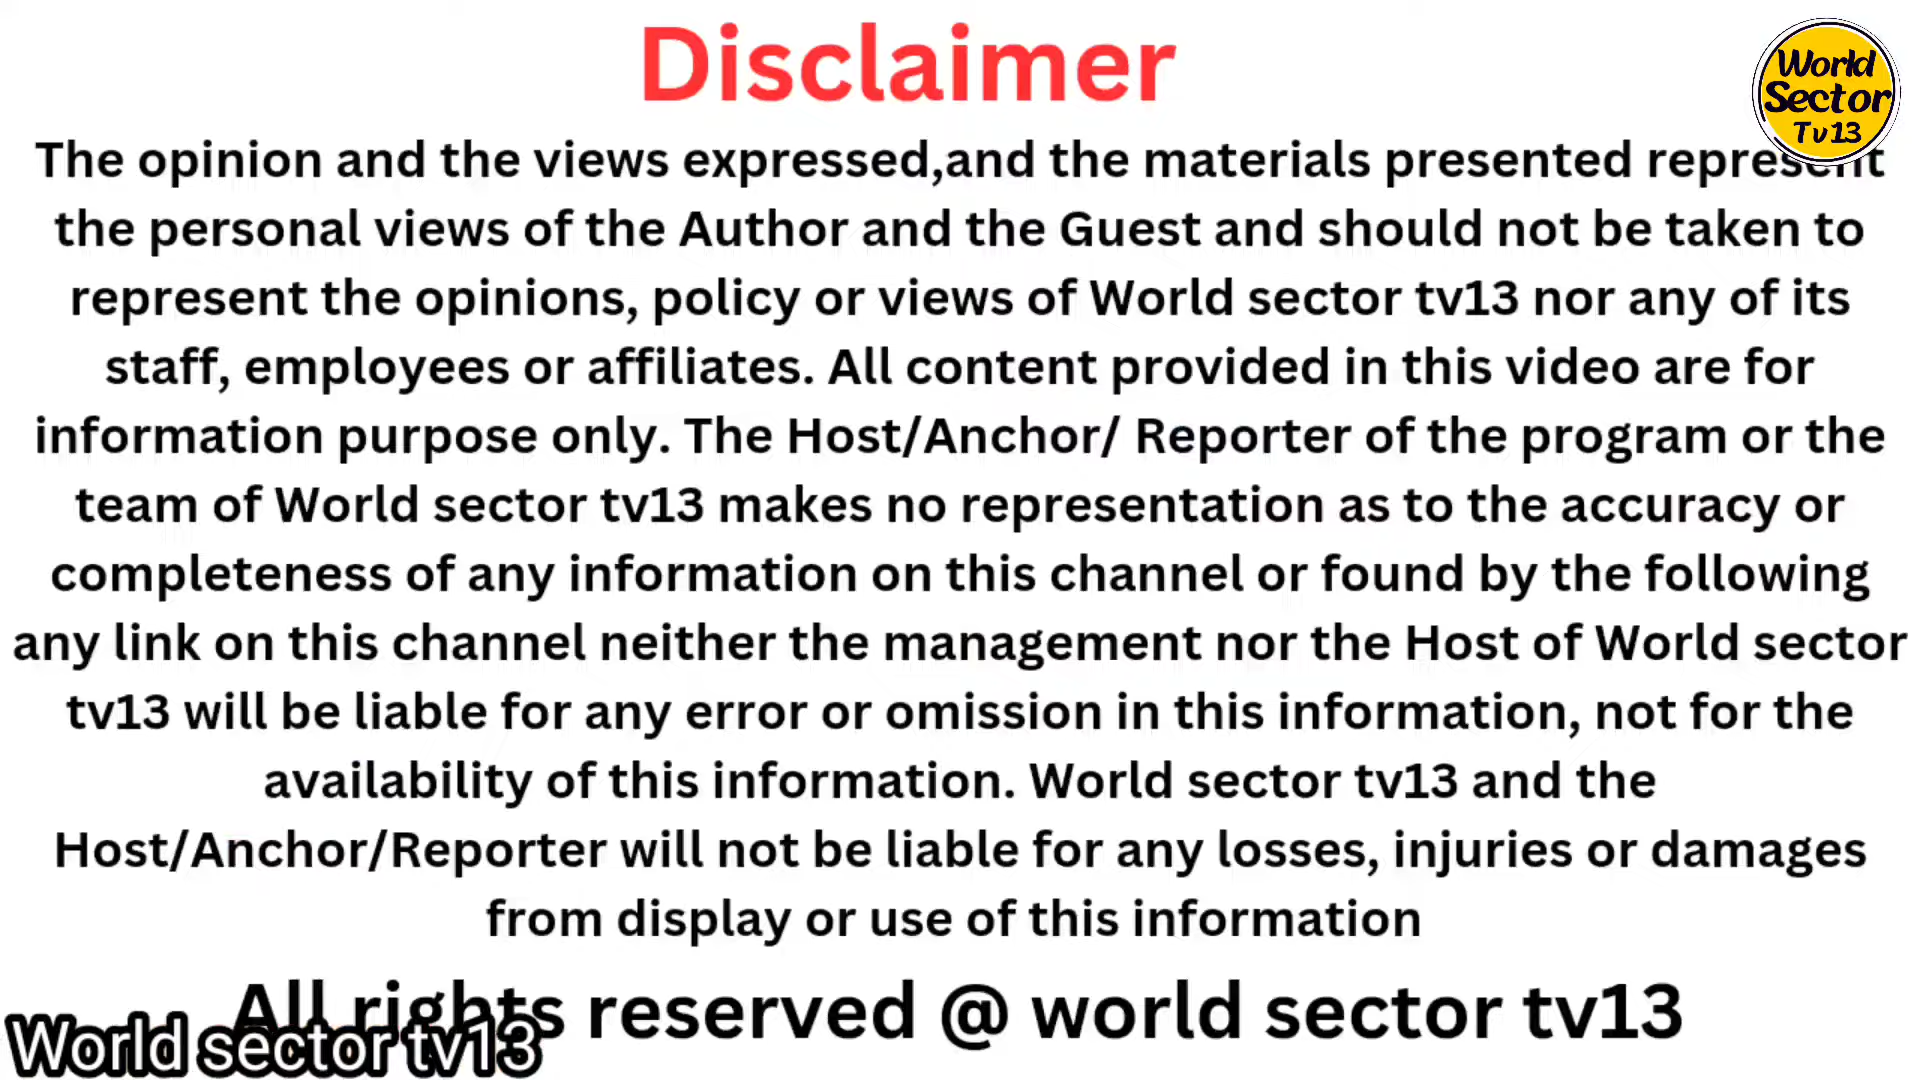 Disclaimer
World
Sector
Tv13
The opinion and the views expressed,and the materials presented represent
the personal views of the Author and the Guest and should not be taken to
represent the opinions, policy or views of World sector tv13 nor any of its
staff, employees or affiliates. All content provided in this video are for
information purpose only. The Host/Anchor/ Reporter of the program or the
team of World sector tv13 makes no representation as to the accuracy or
completeness of any information on this channel or found by the following
any link on this channel neither the management nor the Host of World sector
tv13 will be liable for any error or omission in this information, not for the
availability of this information. World sector tv13 and the
Host/Anchor/Reporter will not be liable for any losses, injuries or damages
from display or use of this information
All rights reserved @ world sector tv13
World sector tv13